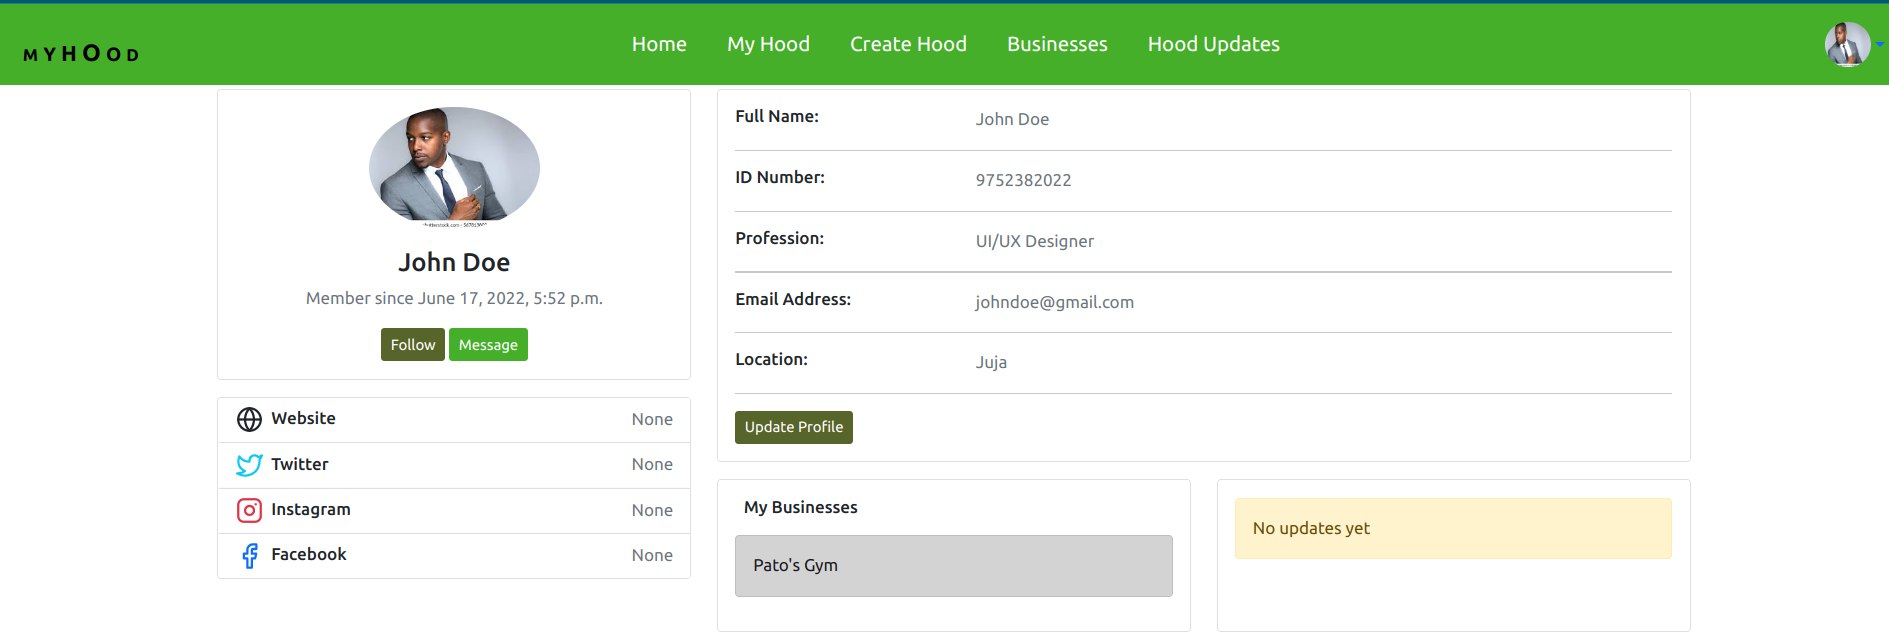 MYHOOD
Home My Hood Create Hood Businesses Hood Updates
John Doe
Member since June 17, 2022, 5:52 p.m.
Follow Message
Website None
Twitter None
Instagram None
Facebook None
Full Name: John Doe
ID Number: 9752382022
Profession: UI/UX Designer
Email Address: johndoe@gmail.com
Location: Juja
Update Profile
My Businesses
Pato's Gym
No updates yet